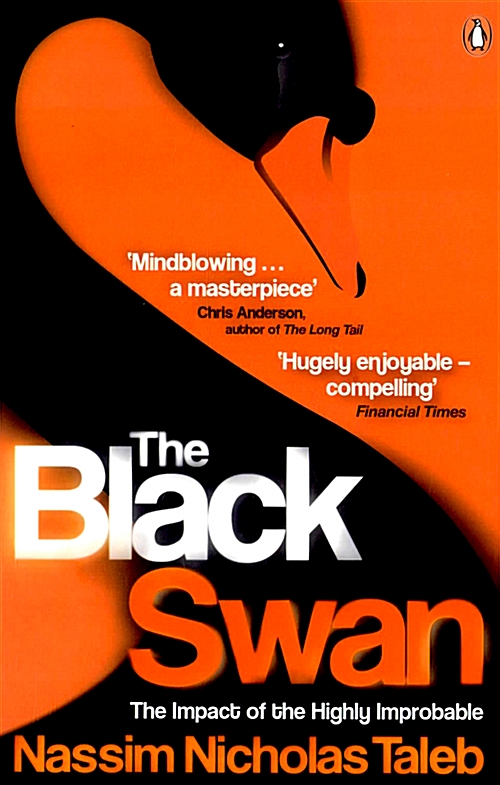 ‘Mindblowing ...
a masterpiece’
Chris Anderson,
author of The Long Tail
‘Hugely enjoyable –
compelling’
Financial Times
The
Black
Swan
The Impact of the Highly Improbable
Nassim Nicholas Taleb